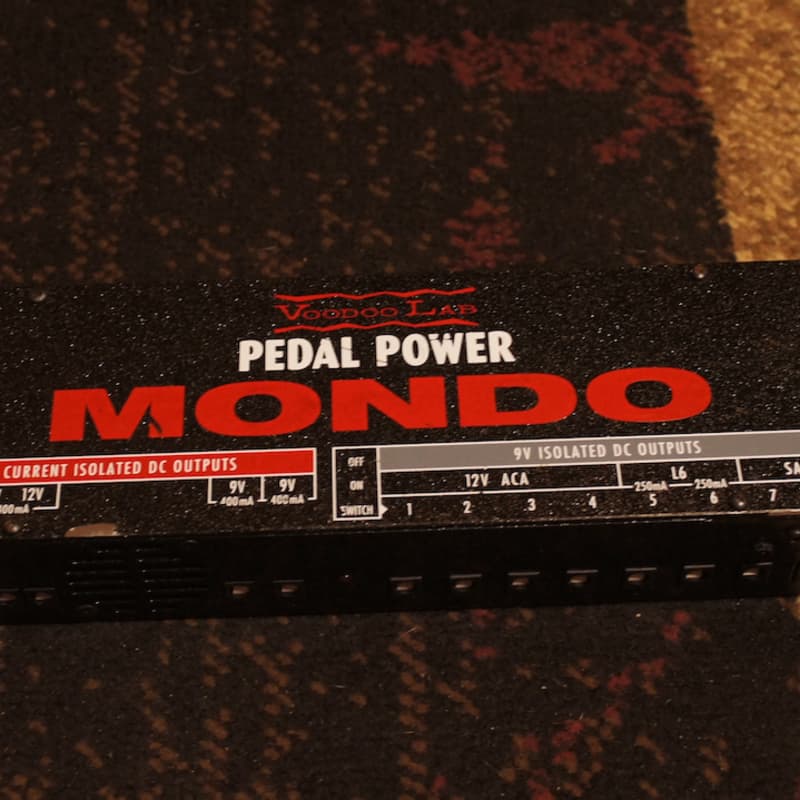 VOODOO LAB
PEDAL POWER
MONDO
CURRENT ISOLATED DC OUTPUTS
12V
9V 9V
400mA 400mA
OFF
ON
SWITCH
9V ISOLATED DC OUTPUTS
12V ACA L6 SA
250mA 250mA
1 2 3 4 5 6 7